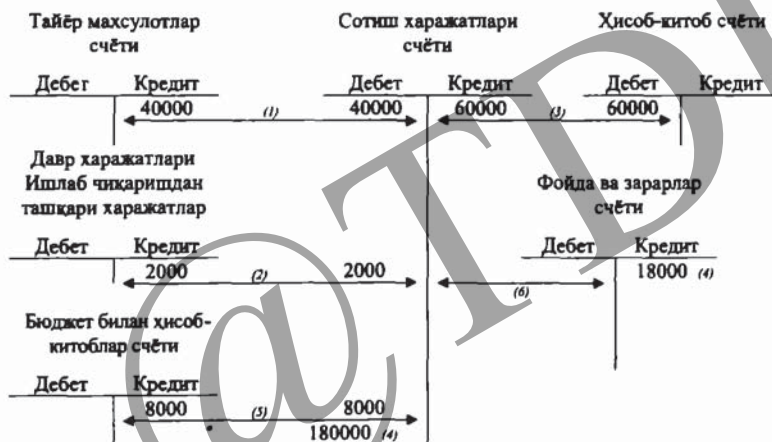 Тайёр махсулотлар
счёти
Сотиш харажатлари
счёти
Ҳисоб-китоб счёти
Дебет Кредит
Дебет Кредит
Дебет Кредит
40000 (1) 40000
60000 (3) 60000
Давр харажатлари
Ишлаб чиқаришдан
ташқари харажатлар
Фойда ва зарарлар
счёти
Дебет Кредит
Дебет Кредит
2000 (2) 2000
(6)
18000 (4)
Бюджет билан ҳисоб-
китоблар счёти
Дебет Кредит
8000 (5) 8000
180000 (4)
@TD